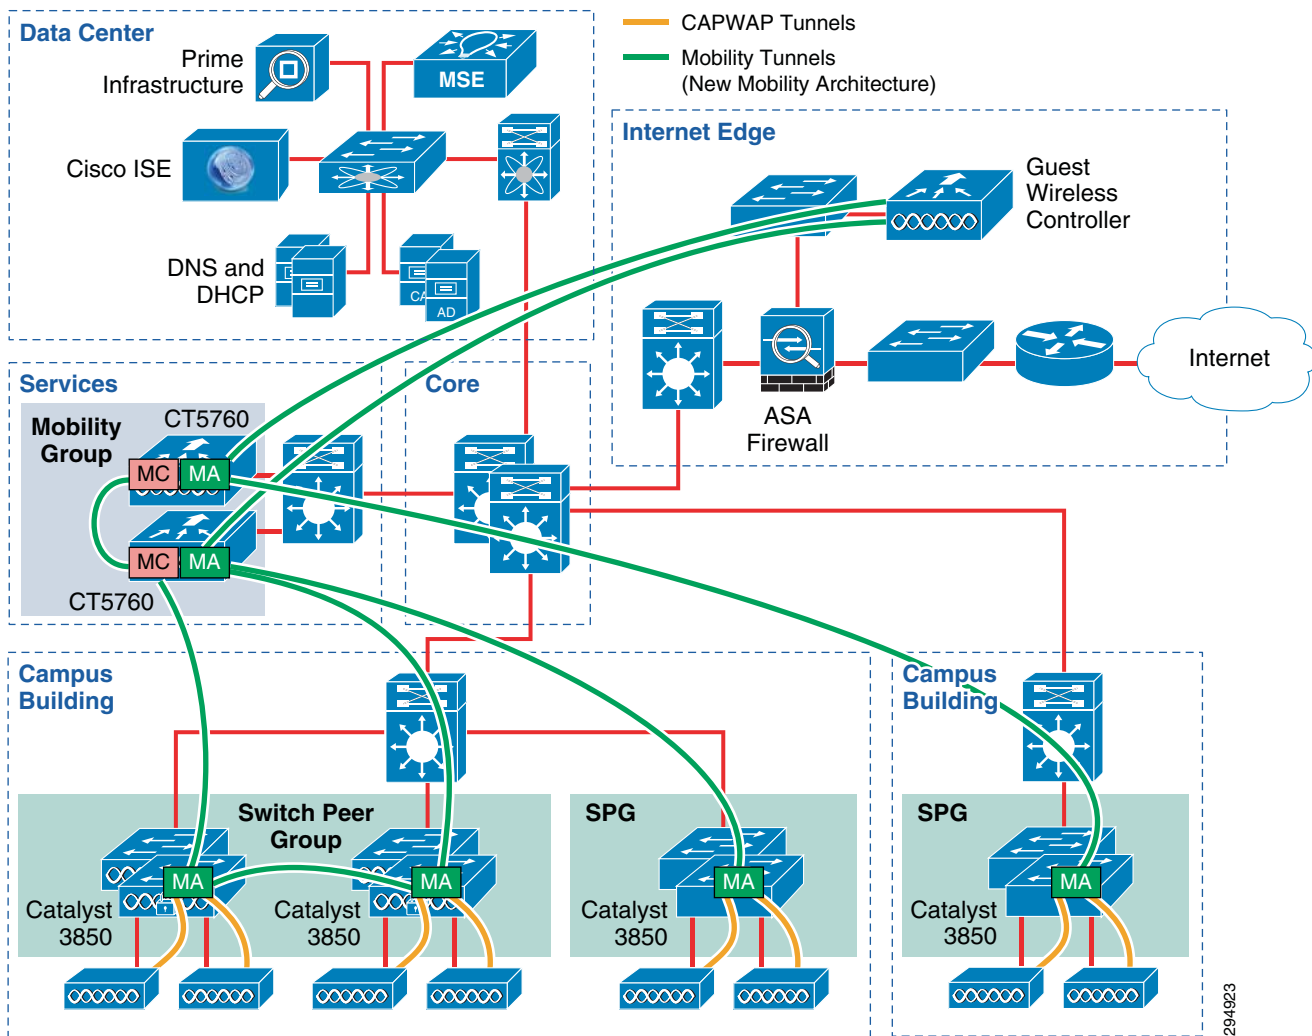 CAPWAP Tunnels
Mobility Tunnels
(New Mobility Architecture)
Data Center
Prime
Infrastructure
MSE
Cisco ISE
DNS and
DHCP
CA
AD
Internet Edge
Guest
Wireless
Controller
ASA
Firewall
Internet
Services
Mobility
Group
CT5760
MC
MA
MC
MA
CT5760
Core
Campus
Building
Switch Peer
Group
MA
Catalyst
3850
MA
Catalyst
3850
SPG
MA
Catalyst
3850
Campus
Building
SPG
MA
Catalyst
3850
294923